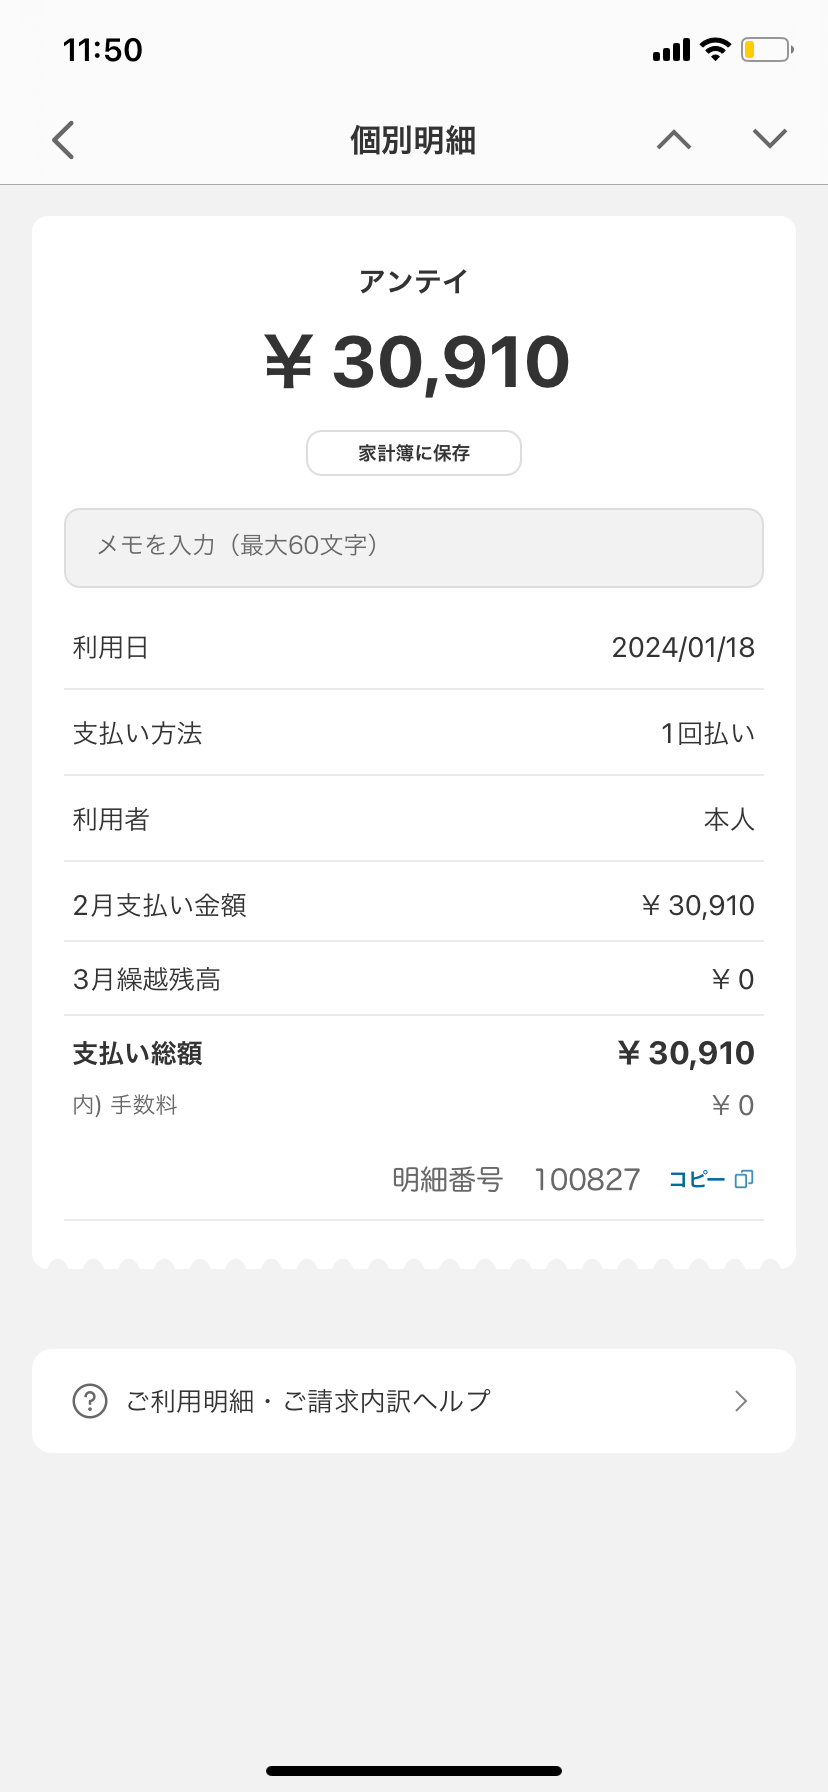 11:50
個別明細
アンテイ
¥ 30,910
家計簿に保存
メモを入力（最大60文字）
利用日 2024/01/18
支払い方法 1回払い
利用者 本人
2月支払い金額 ¥ 30,910
3月繰越残高 ¥ 0
支払い総額 ¥ 30,910
内) 手数料 ¥ 0
明細番号 100827 コピー
ご利用明細・ご請求内訳ヘルプ